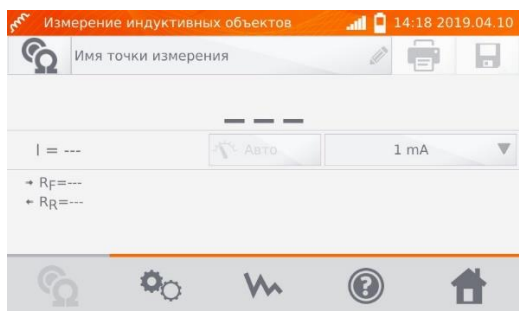 Измерение индуктивных объектов 14:18 2019.04.10
Имя точки измерения
---
I = --- Авто 1 mA
→ RF=---
← RR=---